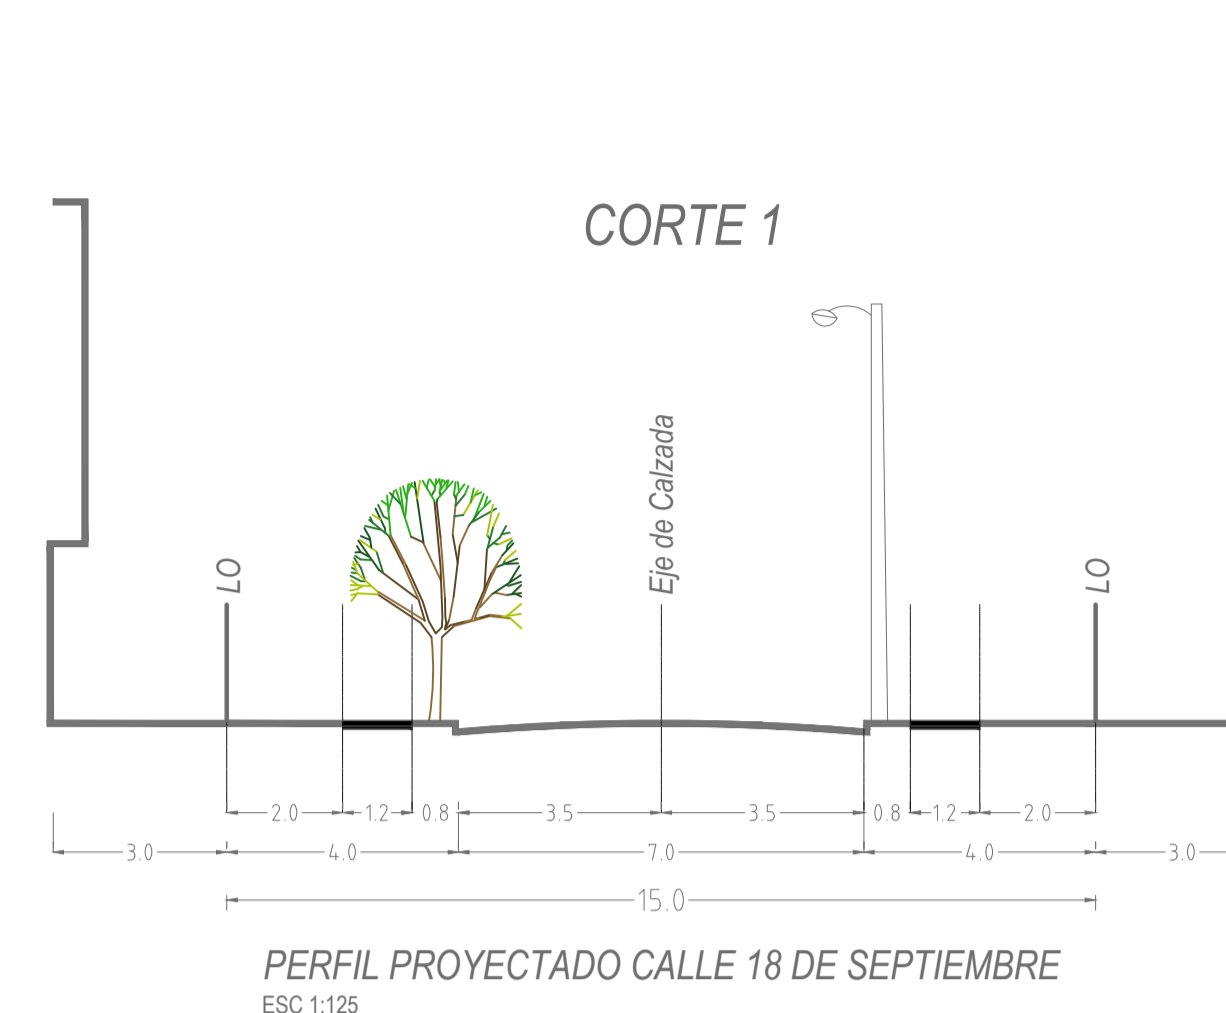 CORTE 1
Eje de Calzada
LO
LO
2.0 1.2 0.8 3.5 3.5 0.8 1.2 2.0
3.0 4.0 7.0 4.0 3.0
15.0
PERFIL PROYECTADO CALLE 18 DE SEPTIEMBRE
ESC 1:125